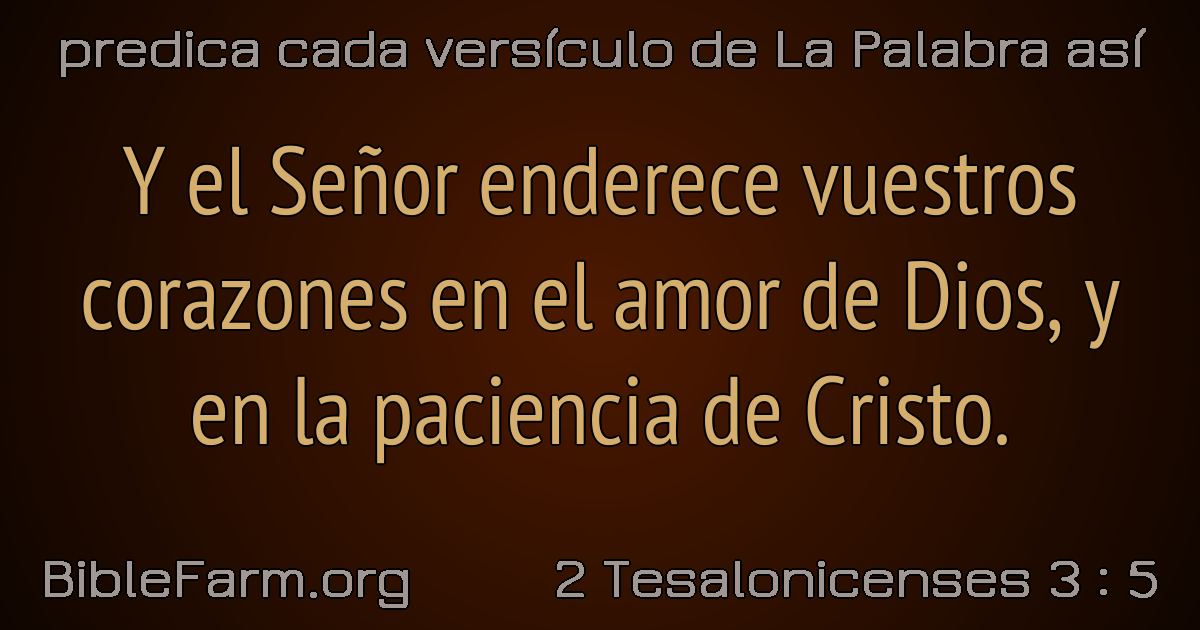 predica cada versículo de La Palabra así
Y el Señor enderece vuestros
corazones en el amor de Dios, y
en la paciencia de Cristo.
BibleFarm.org
2 Tesalonicenses 3 : 5